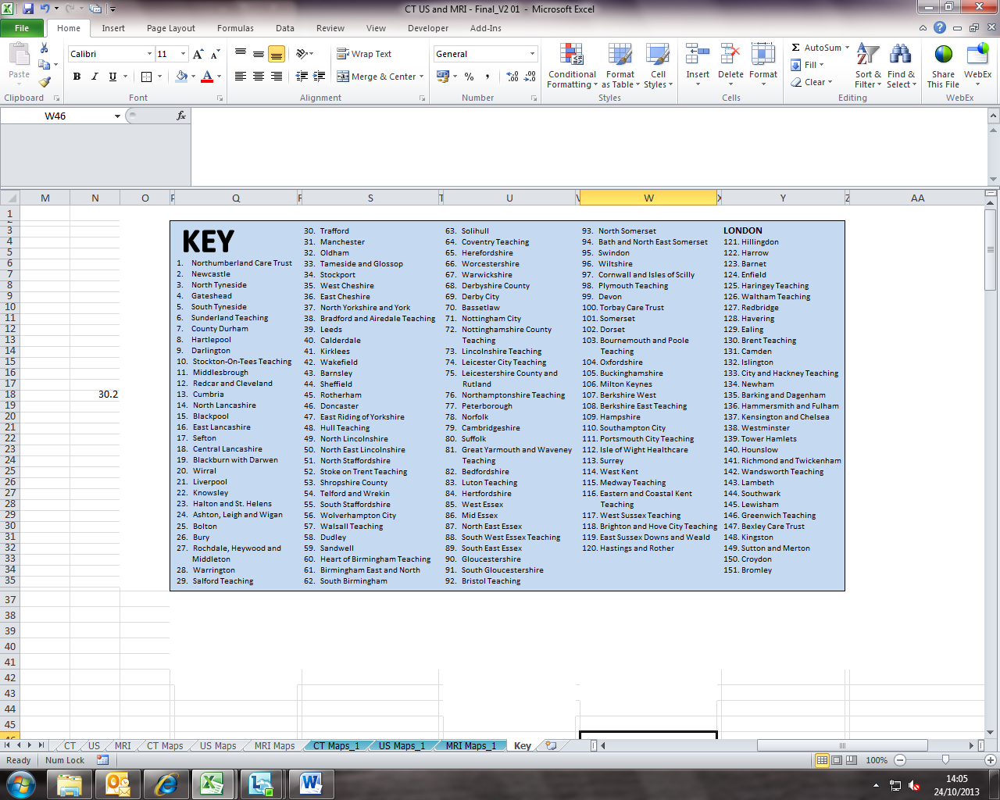 CT US and MRI - Final_V2 01 - Microsoft Excel
File Home Insert Page Layout Formulas Data Review View Developer Add-Ins
Paste
Calibri 11
B I U
A
Wrap Text
Merge & Center
General
% ,
Conditional Formatting
Format as Table
Cell Styles
Insert Delete Format
AutoSum
Fill
Clear
Sort & Filter
Find & Select
Share This File
WebEx
Clipboard Font Alignment Number Styles Cells Editing WebEx
W46 fx
M N O P Q R S T U V W X Y Z AA
30.2
KEY
1. Northumberland Care Trust
2. Newcastle
3. North Tyneside
4. Gateshead
5. South Tyneside
6. Sunderland Teaching
7. County Durham
8. Hartlepool
9. Darlington
10. Stockton-On-Tees Teaching
11. Middlesbrough
12. Redcar and Cleveland
13. Cumbria
14. North Lancashire
15. Blackpool
16. East Lancashire
17. Sefton
18. Central Lancashire
19. Blackburn with Darwen
20. Wirral
21. Liverpool
22. Knowsley
23. Halton and St. Helens
24. Ashton, Leigh and Wigan
25. Bolton
26. Bury
27. Rochdale, Heywood and
Middleton
28. Warrington
29. Salford Teaching
30. Trafford
31. Manchester
32. Oldham
33. Tameside and Glossop
34. Stockport
35. West Cheshire
36. East Cheshire
37. North Yorkshire and York
38. Bradford and Airedale Teaching
39. Leeds
40. Calderdale
41. Kirklees
42. Wakefield
43. Barnsley
44. Sheffield
45. Rotherham
46. Doncaster
47. East Riding of Yorkshire
48. Hull Teaching
49. North Lincolnshire
50. North East Lincolnshire
51. North Staffordshire
52. Stoke on Trent Teaching
53. Shropshire County
54. Telford and Wrekin
55. South Staffordshire
56. Wolverhampton City
57. Walsall Teaching
58. Dudley
59. Sandwell
60. Heart of Birmingham Teaching
61. Birmingham East and North
62. South Birmingham
63. Solihull
64. Coventry Teaching
65. Herefordshire
66. Worcestershire
67. Warwickshire
68. Derbyshire County
69. Derby City
70. Bassetlaw
71. Nottingham City
72. Nottinghamshire County
Teaching
73. Lincolnshire Teaching
74. Leicester City Teaching
75. Leicestershire County and
Rutland
76. Northamptonshire Teaching
77. Peterborough
78. Norfolk
79. Cambridgeshire
80. Suffolk
81. Great Yarmouth and Waveney
Teaching
82. Bedfordshire
83. Luton Teaching
84. Hertfordshire
85. West Essex
86. Mid Essex
87. North East Essex
88. South West Essex Teaching
89. South East Essex
90. Gloucestershire
91. South Gloucestershire
92. Bristol Teaching
93. North Somerset
94. Bath and North East Somerset
95. Swindon
96. Wiltshire
97. Cornwall and Isles of Scilly
98. Plymouth Teaching
99. Devon
100. Torbay Care Trust
101. Somerset
102. Dorset
103. Bournemouth and Poole
Teaching
104. Oxfordshire
105. Buckinghamshire
106. Milton Keynes
107. Berkshire West
108. Berkshire East Teaching
109. Hampshire
110. Southampton City
111. Portsmouth City Teaching
112. Isle of Wight Healthcare
113. Surrey
114. West Kent
115. Medway Teaching
116. Eastern and Coastal Kent
Teaching
117. West Sussex Teaching
118. Brighton and Hove City Teaching
119. East Sussex Downs and Weald
120. Hastings and Rother
LONDON
121. Hillingdon
122. Harrow
123. Barnet
124. Enfield
125. Haringey Teaching
126. Waltham Teaching
127. Redbridge
128. Havering
129. Ealing
130. Brent Teaching
131. Camden
132. Islington
133. City and Hackney Teaching
134. Newham
135. Barking and Dagenham
136. Hammersmith and Fulham
137. Kensington and Chelsea
138. Westminster
139. Tower Hamlets
140. Hounslow
141. Richmond and Twickenham
142. Wandsworth Teaching
143. Lambeth
144. Southwark
145. Lewisham
146. Greenwich Teaching
147. Bexley Care Trust
148. Kingston
149. Sutton and Merton
150. Croydon
151. Bromley
1
3
4
5
6
7
8
9
10
11
12
13
14
15
16
17
18
19
20
21
22
23
24
25
26
27
28
29
30
31
32
33
34
35
37
38
39
40
41
42
43
44
45
46
CT US MRI CT Maps US Maps MRI Maps CT Maps_1 US Maps_1 MRI Maps_1 Key
Ready Num Lock 100%
14:05
24/10/2013